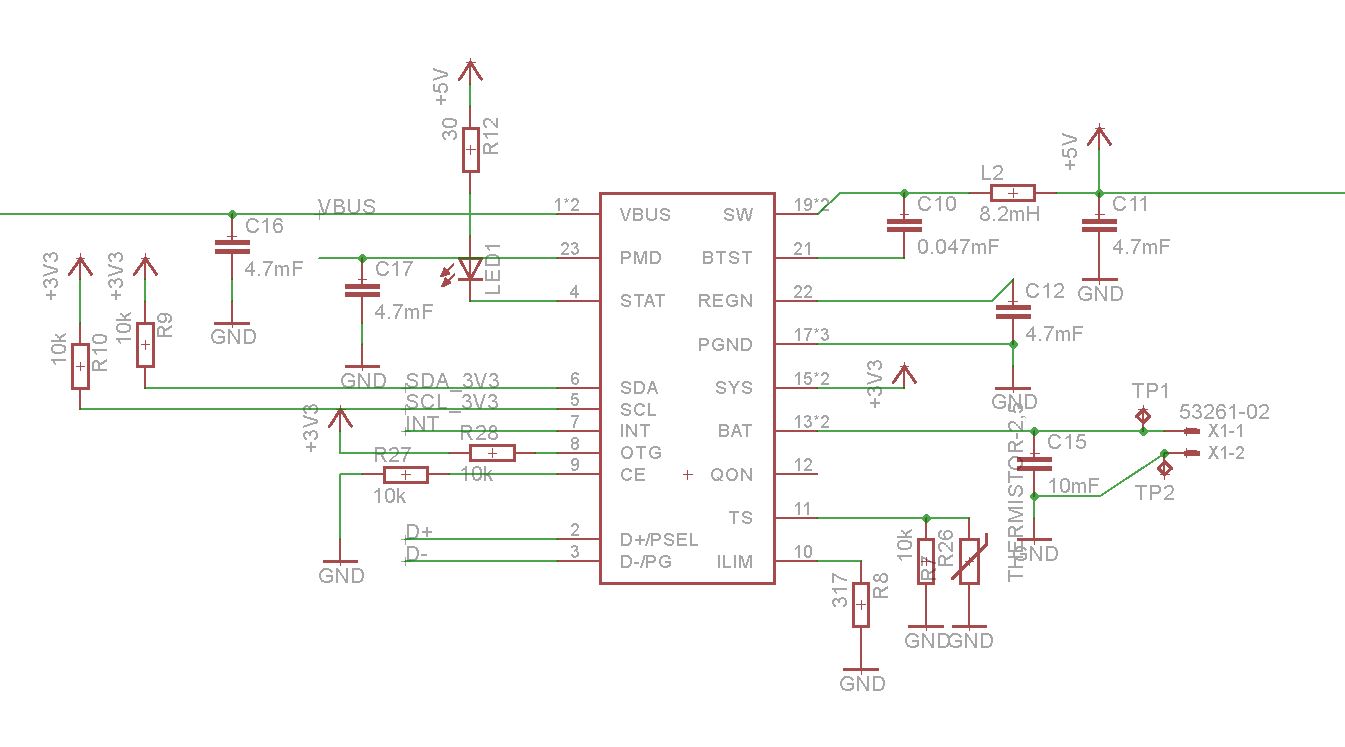 +5V
30
R12
+5V
L2
8.2mH
C10
0.047mF
C11
4.7mF
GND
VBUS
1*2
VBUS
SW
19*2
C16
4.7mF
GND
+3V3
+3V3
10k
R10
10k
R9
C17
4.7mF
GND
LED1
23
PMD
BTST
21
4
STAT
REGN
22
C12
4.7mF
GND
PGND
17*3
SDA_3V3
6
SDA
SYS
15*2
+3V3
SCL_3V3
5
SCL
INT
7
INT
BAT
13*2
TP1
53261-02
X1-1
X1-2
TP2
+3V3
R28
10k
8
OTG
R27
10k
9
CE
QON
12
C15
10mF
GND
THERMISTOR-2.5
TS
11
10k
R7
R26
GND
GND
D+
2
D+/PSEL
D-
3
D-/PG
ILIM
10
317
R8
GND
GND